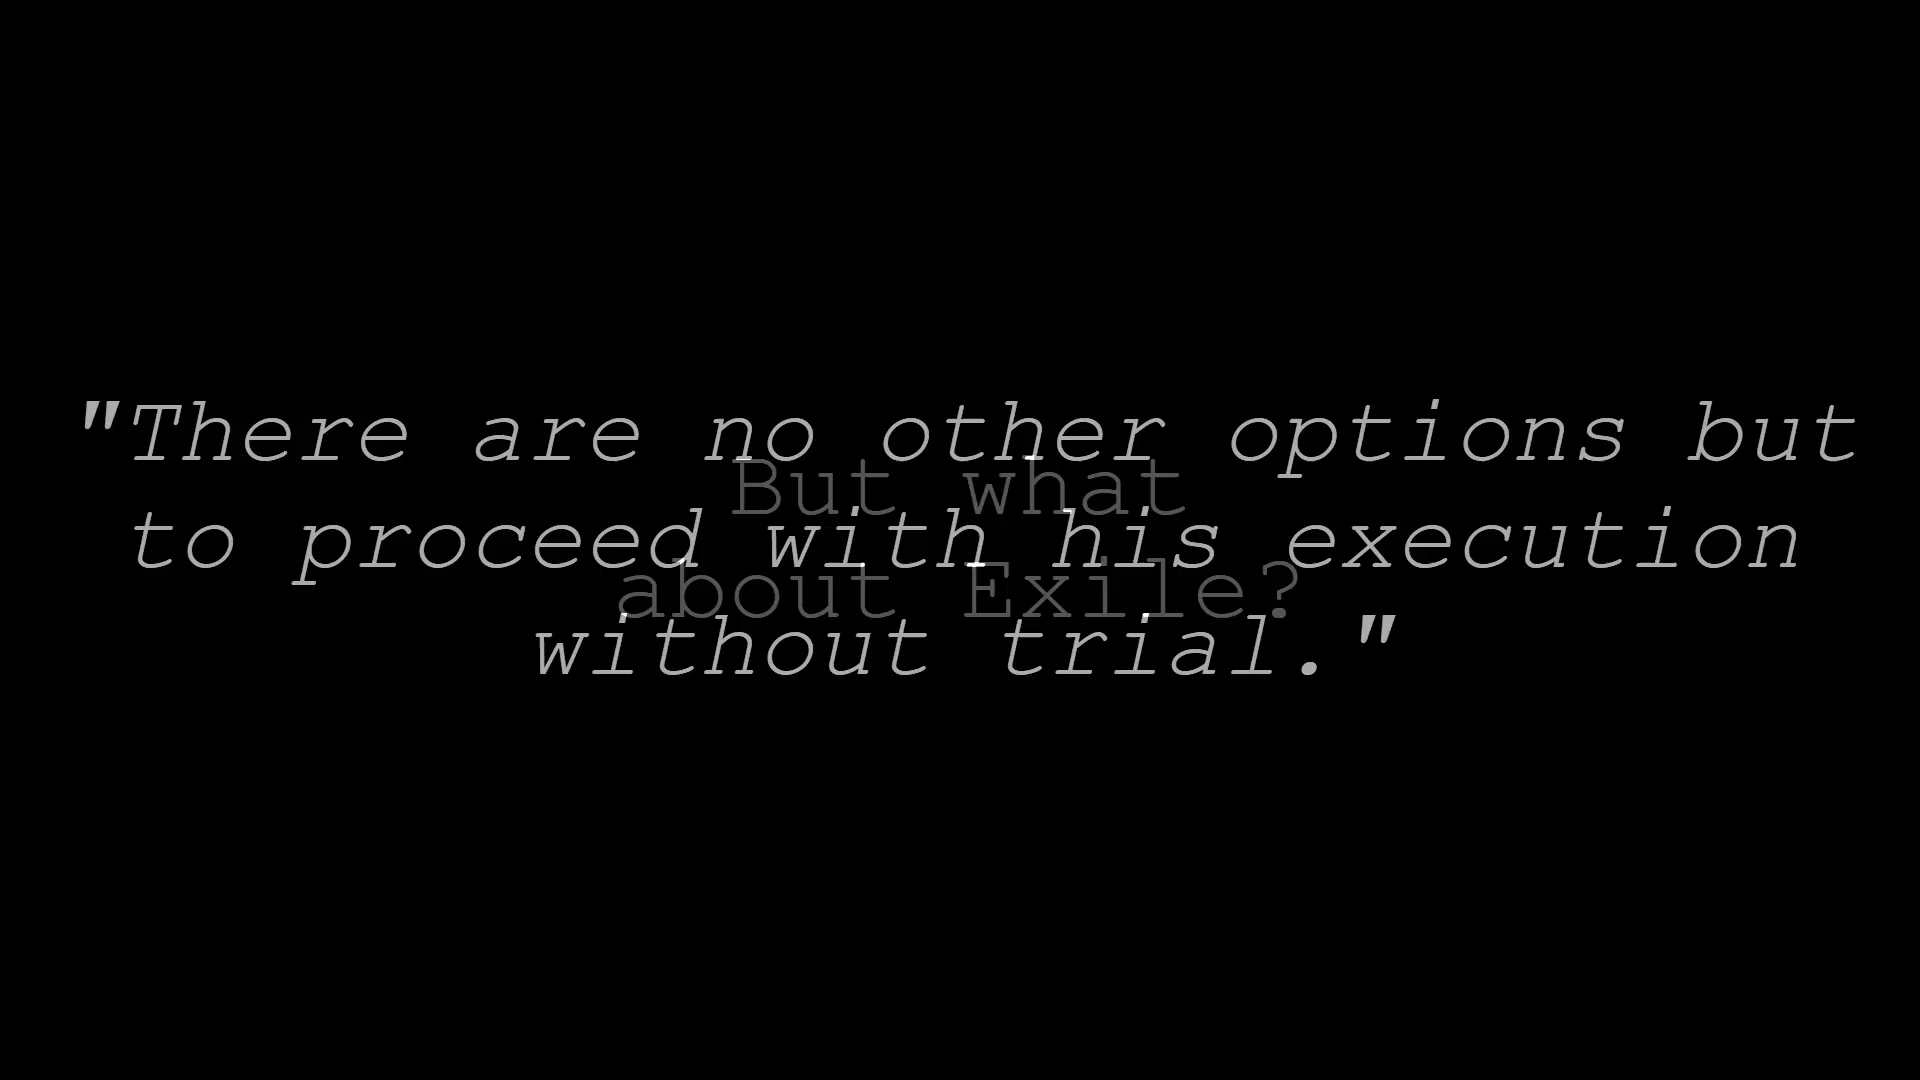 "There are no other options but
to proceed with his execution
without trial."
But what
about Exile?